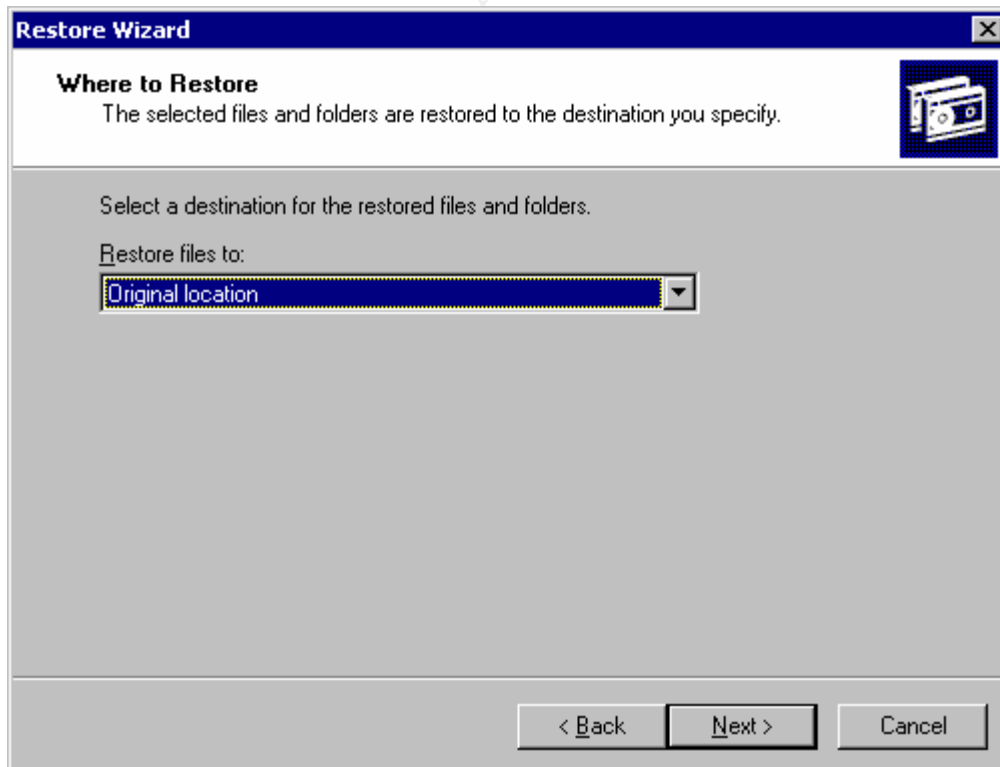 Restore Wizard
Where to Restore
The selected files and folders are restored to the destination you specify.
Select a destination for the restored files and folders.
Restore files to:
Original location
< Back Next > Cancel